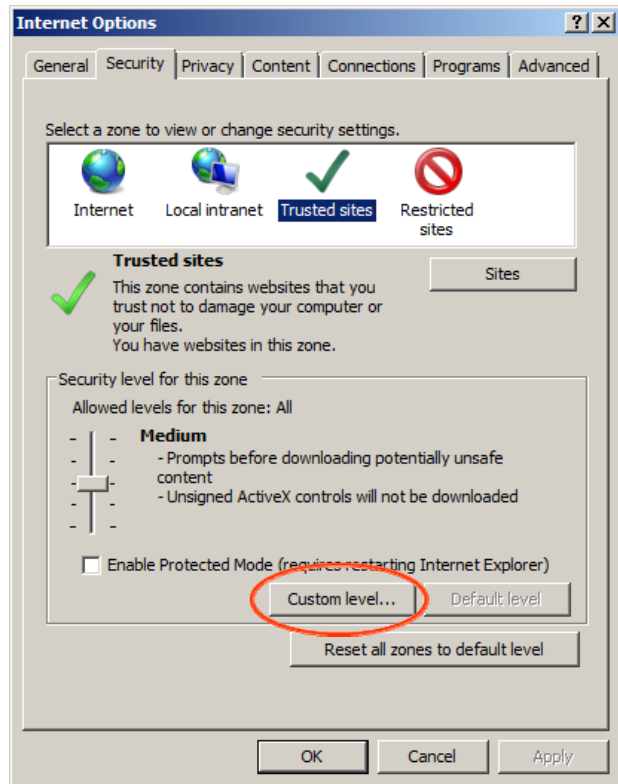 Internet Options
General Security Privacy Content Connections Programs Advanced
Select a zone to view or change security settings.
Internet Local intranet Trusted sites Restricted
sites
Trusted sites
Sites
This zone contains websites that you
trust not to damage your computer or
your files.
You have websites in this zone.
Security level for this zone
Allowed levels for this zone: All
Medium
- Prompts before downloading potentially unsafe
content
- Unsigned ActiveX controls will not be downloaded
Enable Protected Mode (requires restarting Internet Explorer)
Custom level... Default level
Reset all zones to default level
OK Cancel Apply